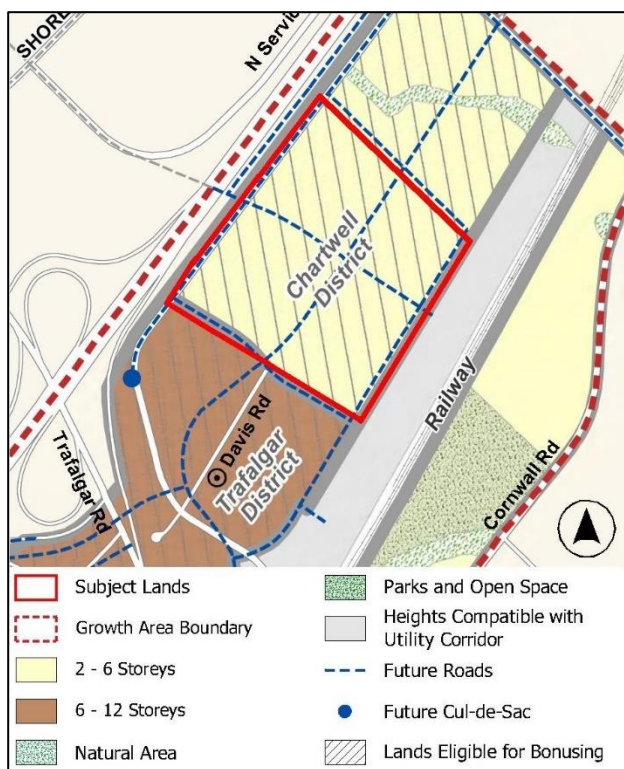 SHORE
N Servic
Chartwell
District
Railway
Davis Rd
Trafalgar
District
Trafalgar
Rd
Cornwall Rd
Subject Lands
Growth Area Boundary
2 - 6 Storeys
6 - 12 Storeys
Natural Area
Parks and Open Space
Heights Compatible with
Utility Corridor
Future Roads
Future Cul-de-Sac
Lands Eligible for Bonusing